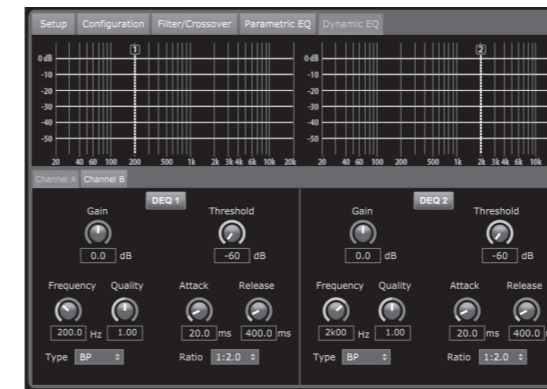 Setup Configuration Filter/Crossover Parametric EQ Dynamic EQ
1 2
0 dB 0 dB
-10 -10
-20 -20
-30 -30
-40 -40
-50 -50
20 40 60 100 200 500 1k 2k 3k 4k 6k 10k 20k 20 40 60 100 200 500 1k 2k 3k 4k 6k 10k
Channel A Channel B
DEQ 1 DEQ 2
Gain Threshold Gain Threshold
0.0 dB -60 dB 0.0 dB -60 dB
Frequency Quality Attack Release Frequency Quality Attack Release
200.0 Hz 1.00 20.0 ms 400.0 ms 2k00 Hz 1.00 20.0 ms 400.0
Type BP Ratio 1:2.0 Type BP Ratio 1:2.0